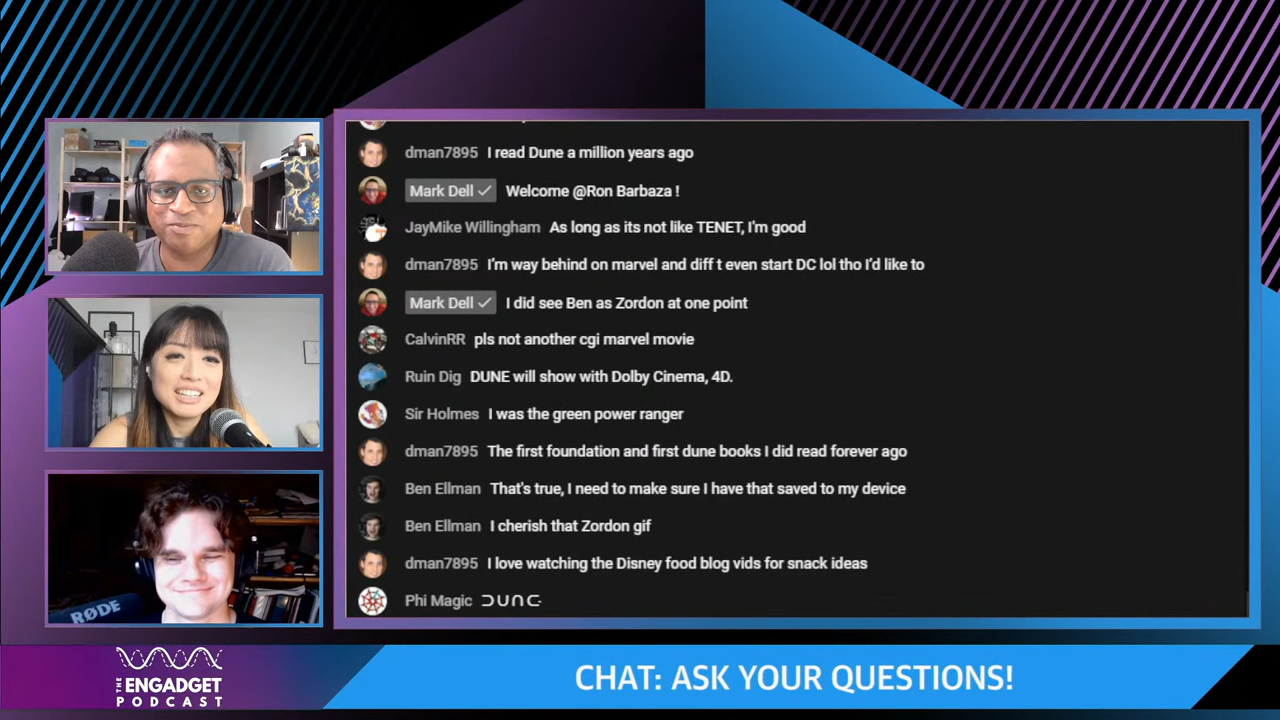 dman7895 I read Dune a million years ago
Mark Dell ✓ Welcome @Ron Barbaza !
JayMike Willingham As long as its not like TENET, I'm good
dman7895 I'm way behind on marvel and diff t even start DC lol tho I'd like to
Mark Dell ✓ I did see Ben as Zordon at one point
CalvinRR pls not another cgi marvel movie
Ruin Dig DUNE will show with Dolby Cinema, 4D.
Sir Holmes I was the green power ranger
dman7895 The first foundation and first dune books I did read forever ago
Ben Ellman That's true, I need to make sure I have that saved to my device
Ben Ellman I cherish that Zordon gif
dman7895 I love watching the Disney food blog vids for snack ideas
Phi Magic ⊃∪∩⊂
RØDE
THE ENGADGET
PODCAST
CHAT: ASK YOUR QUESTIONS!